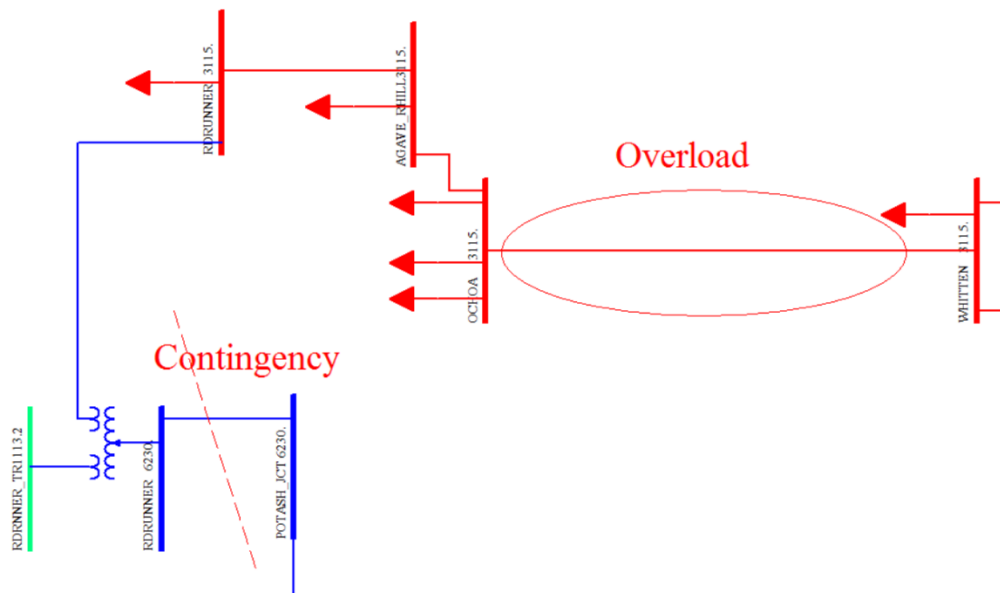 RDRUNNER 3115.
AGAVE_RHILL3115.
Overload
OCHOA 3115.
WHITTEN 3115.
Contingency
RDRNNER_TR1113.2
RDRUNNER 6230.
POTASH_JCT 6230.